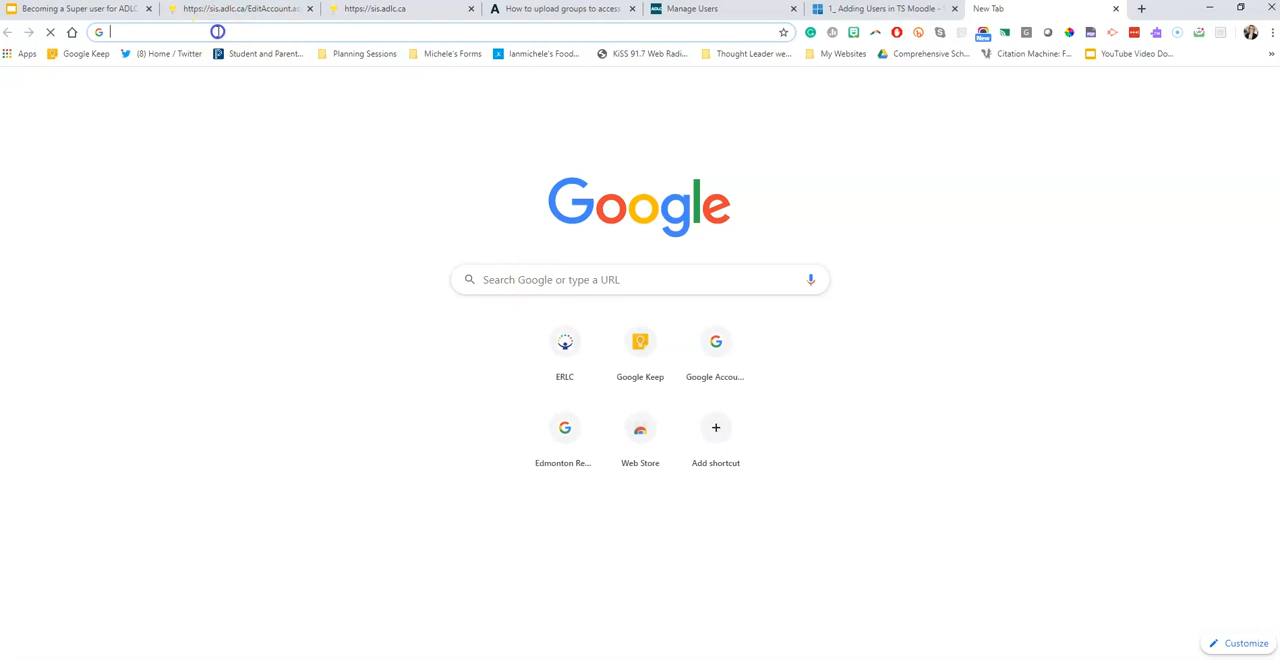 Becoming a Super user for ADLC
https://sis.adlc.ca/EditAccount.as
https://sis.adlc.ca
How to upload groups to access
Manage Users
1_ Adding Users in TS Moodle -
New Tab
Apps
Google Keep
(8) Home / Twitter
Student and Parent...
Planning Sessions
Michele's Forms
Ianmichele's Food...
KiSS 91.7 Web Radi...
Thought Leader we...
My Websites
Comprehensive Sch...
Citation Machine: F...
YouTube Video Do...
Google
Search Google or type a URL
ERLC
Google Keep
Google Accou...
Edmonton Re...
Web Store
Add shortcut
Customize